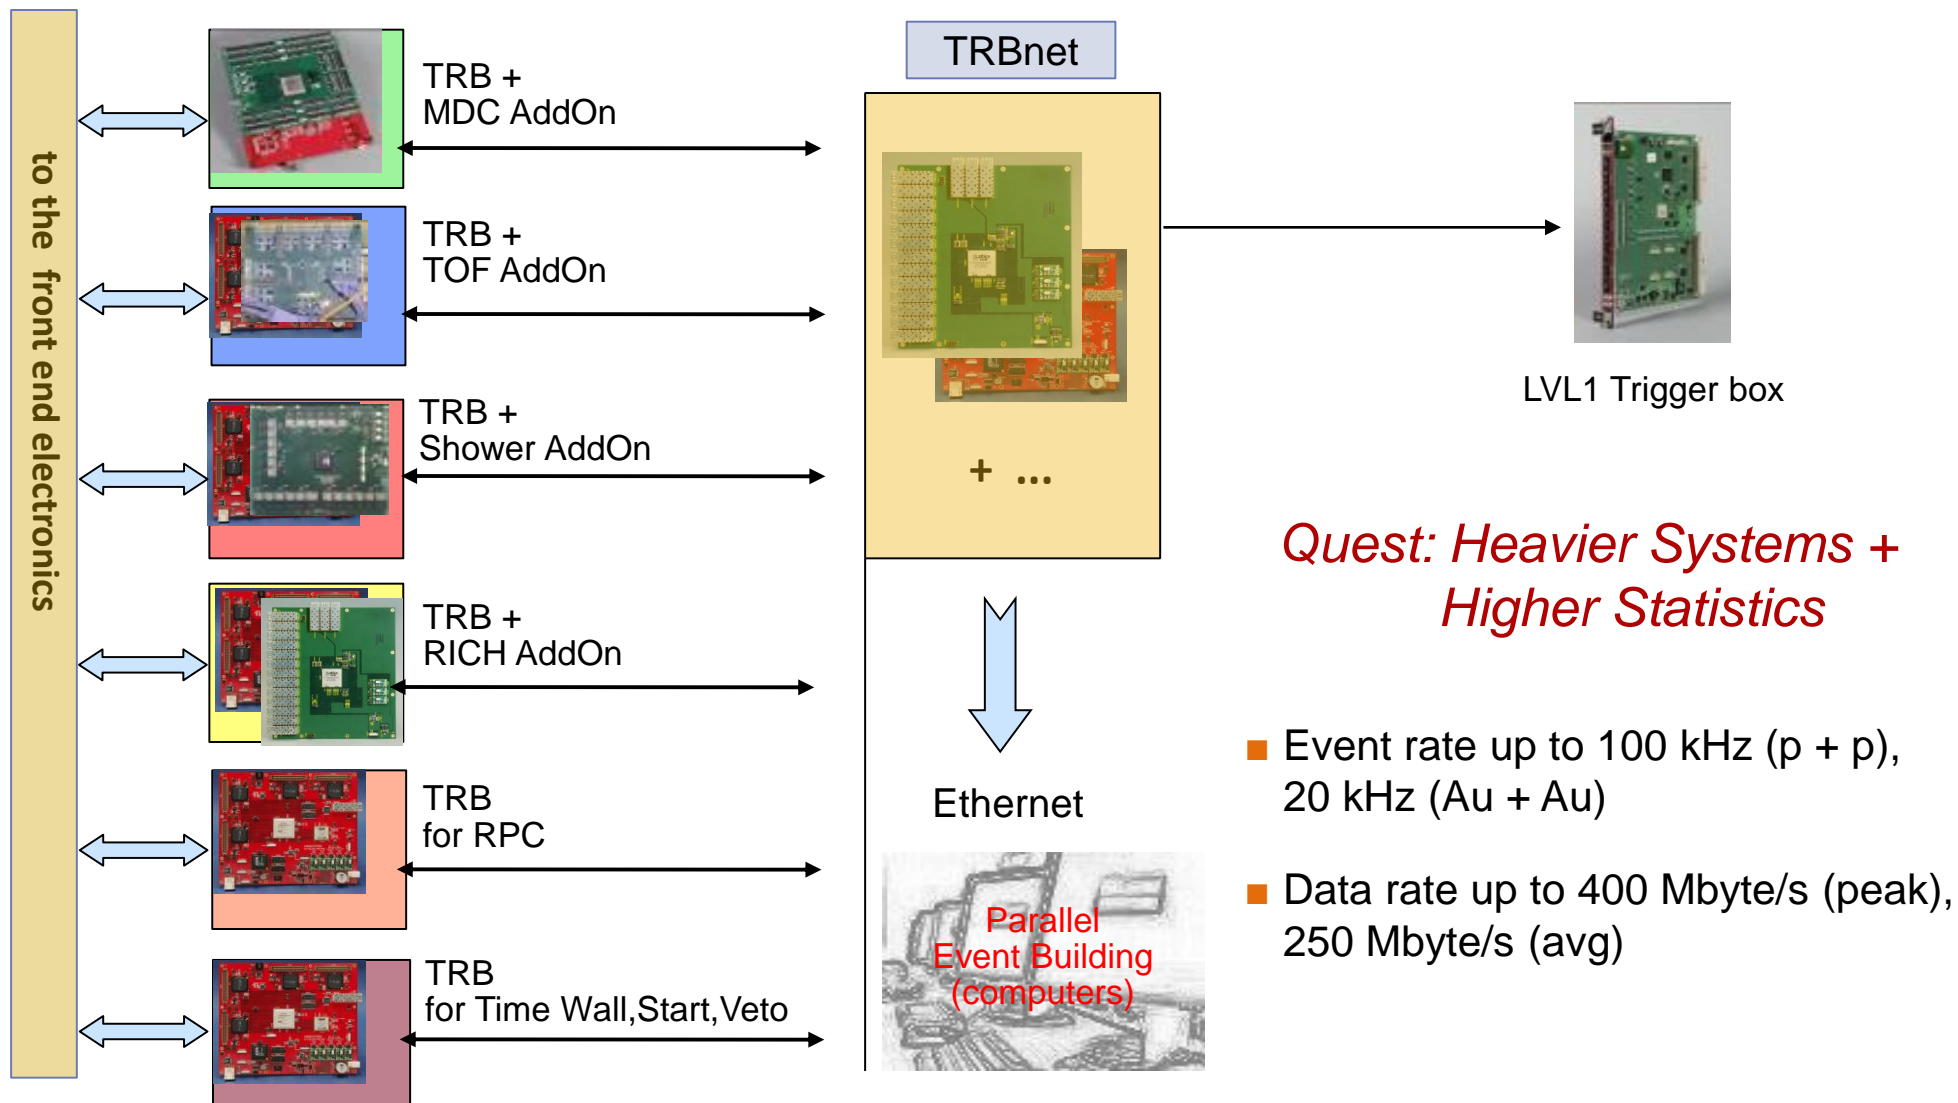 to the front end electronics
TRB +
MDC AddOn
TRB +
TOF AddOn
TRB +
Shower AddOn
TRB +
RICH AddOn
TRB
for RPC
TRB
for Time Wall,Start,Veto
TRBnet
+ ...
Ethernet
Parallel
Event Building
(computers)
LVL1 Trigger box
Quest: Heavier Systems +
Higher Statistics
■ Event rate up to 100 kHz (p + p),
20 kHz (Au + Au)
■ Data rate up to 400 Mbyte/s (peak),
250 Mbyte/s (avg)